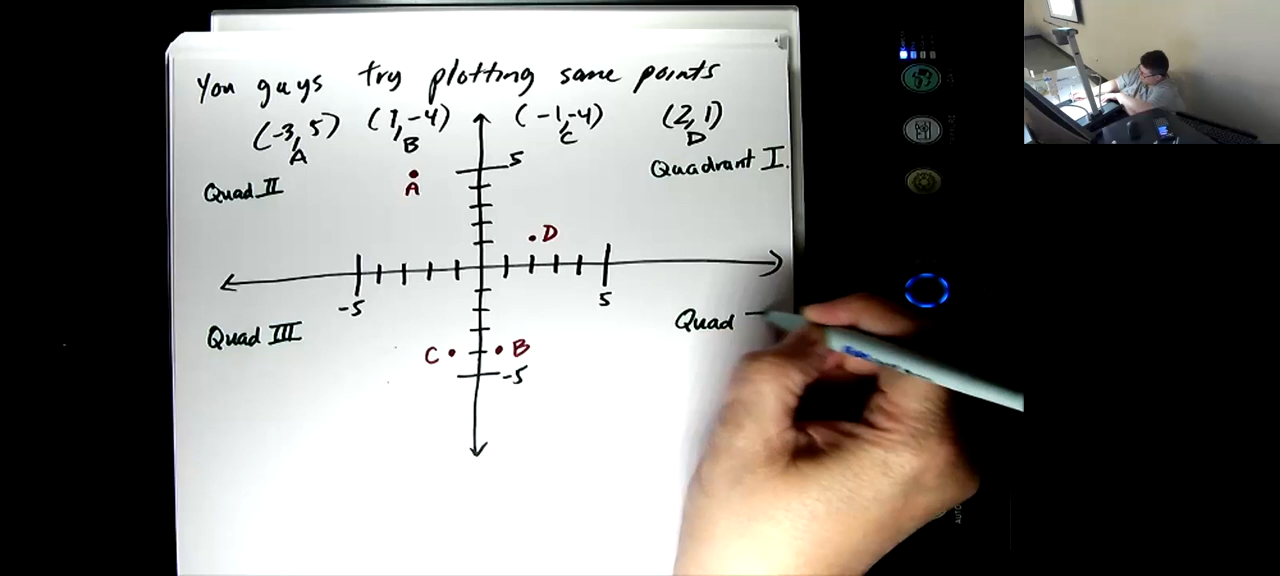 You guys try plotting some points
(-3, 5) (1, -4) (-1, -4) (2, 1)
A B C D
5
Quadrant I.
Quad II
A
D
-5
5
Quad III
Quad
C B
-5